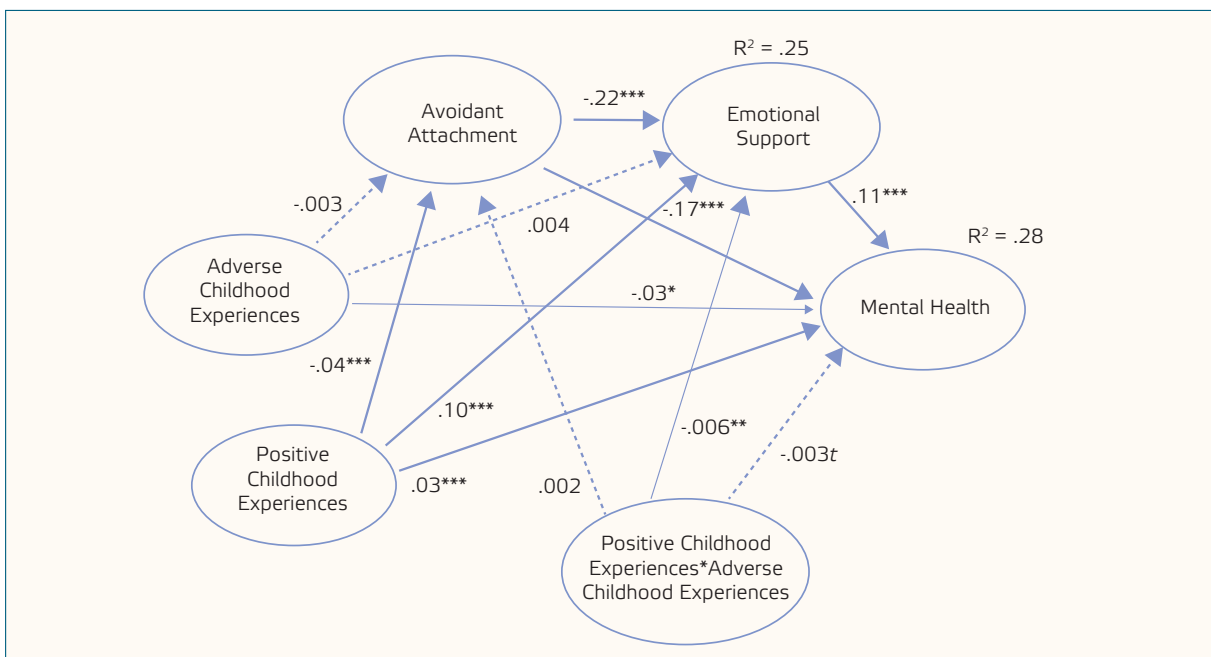 R² = .25
Avoidant
Attachment
-.22***
Emotional
Support
-.003
.004
-.17***
.11***
R² = .28
Adverse
Childhood
Experiences
-.03*
Mental Health
-.04***
.10***
-.006**
-.003t
Positive
Childhood
Experiences
.03***
.002
Positive Childhood
Experiences*Adverse
Childhood Experiences